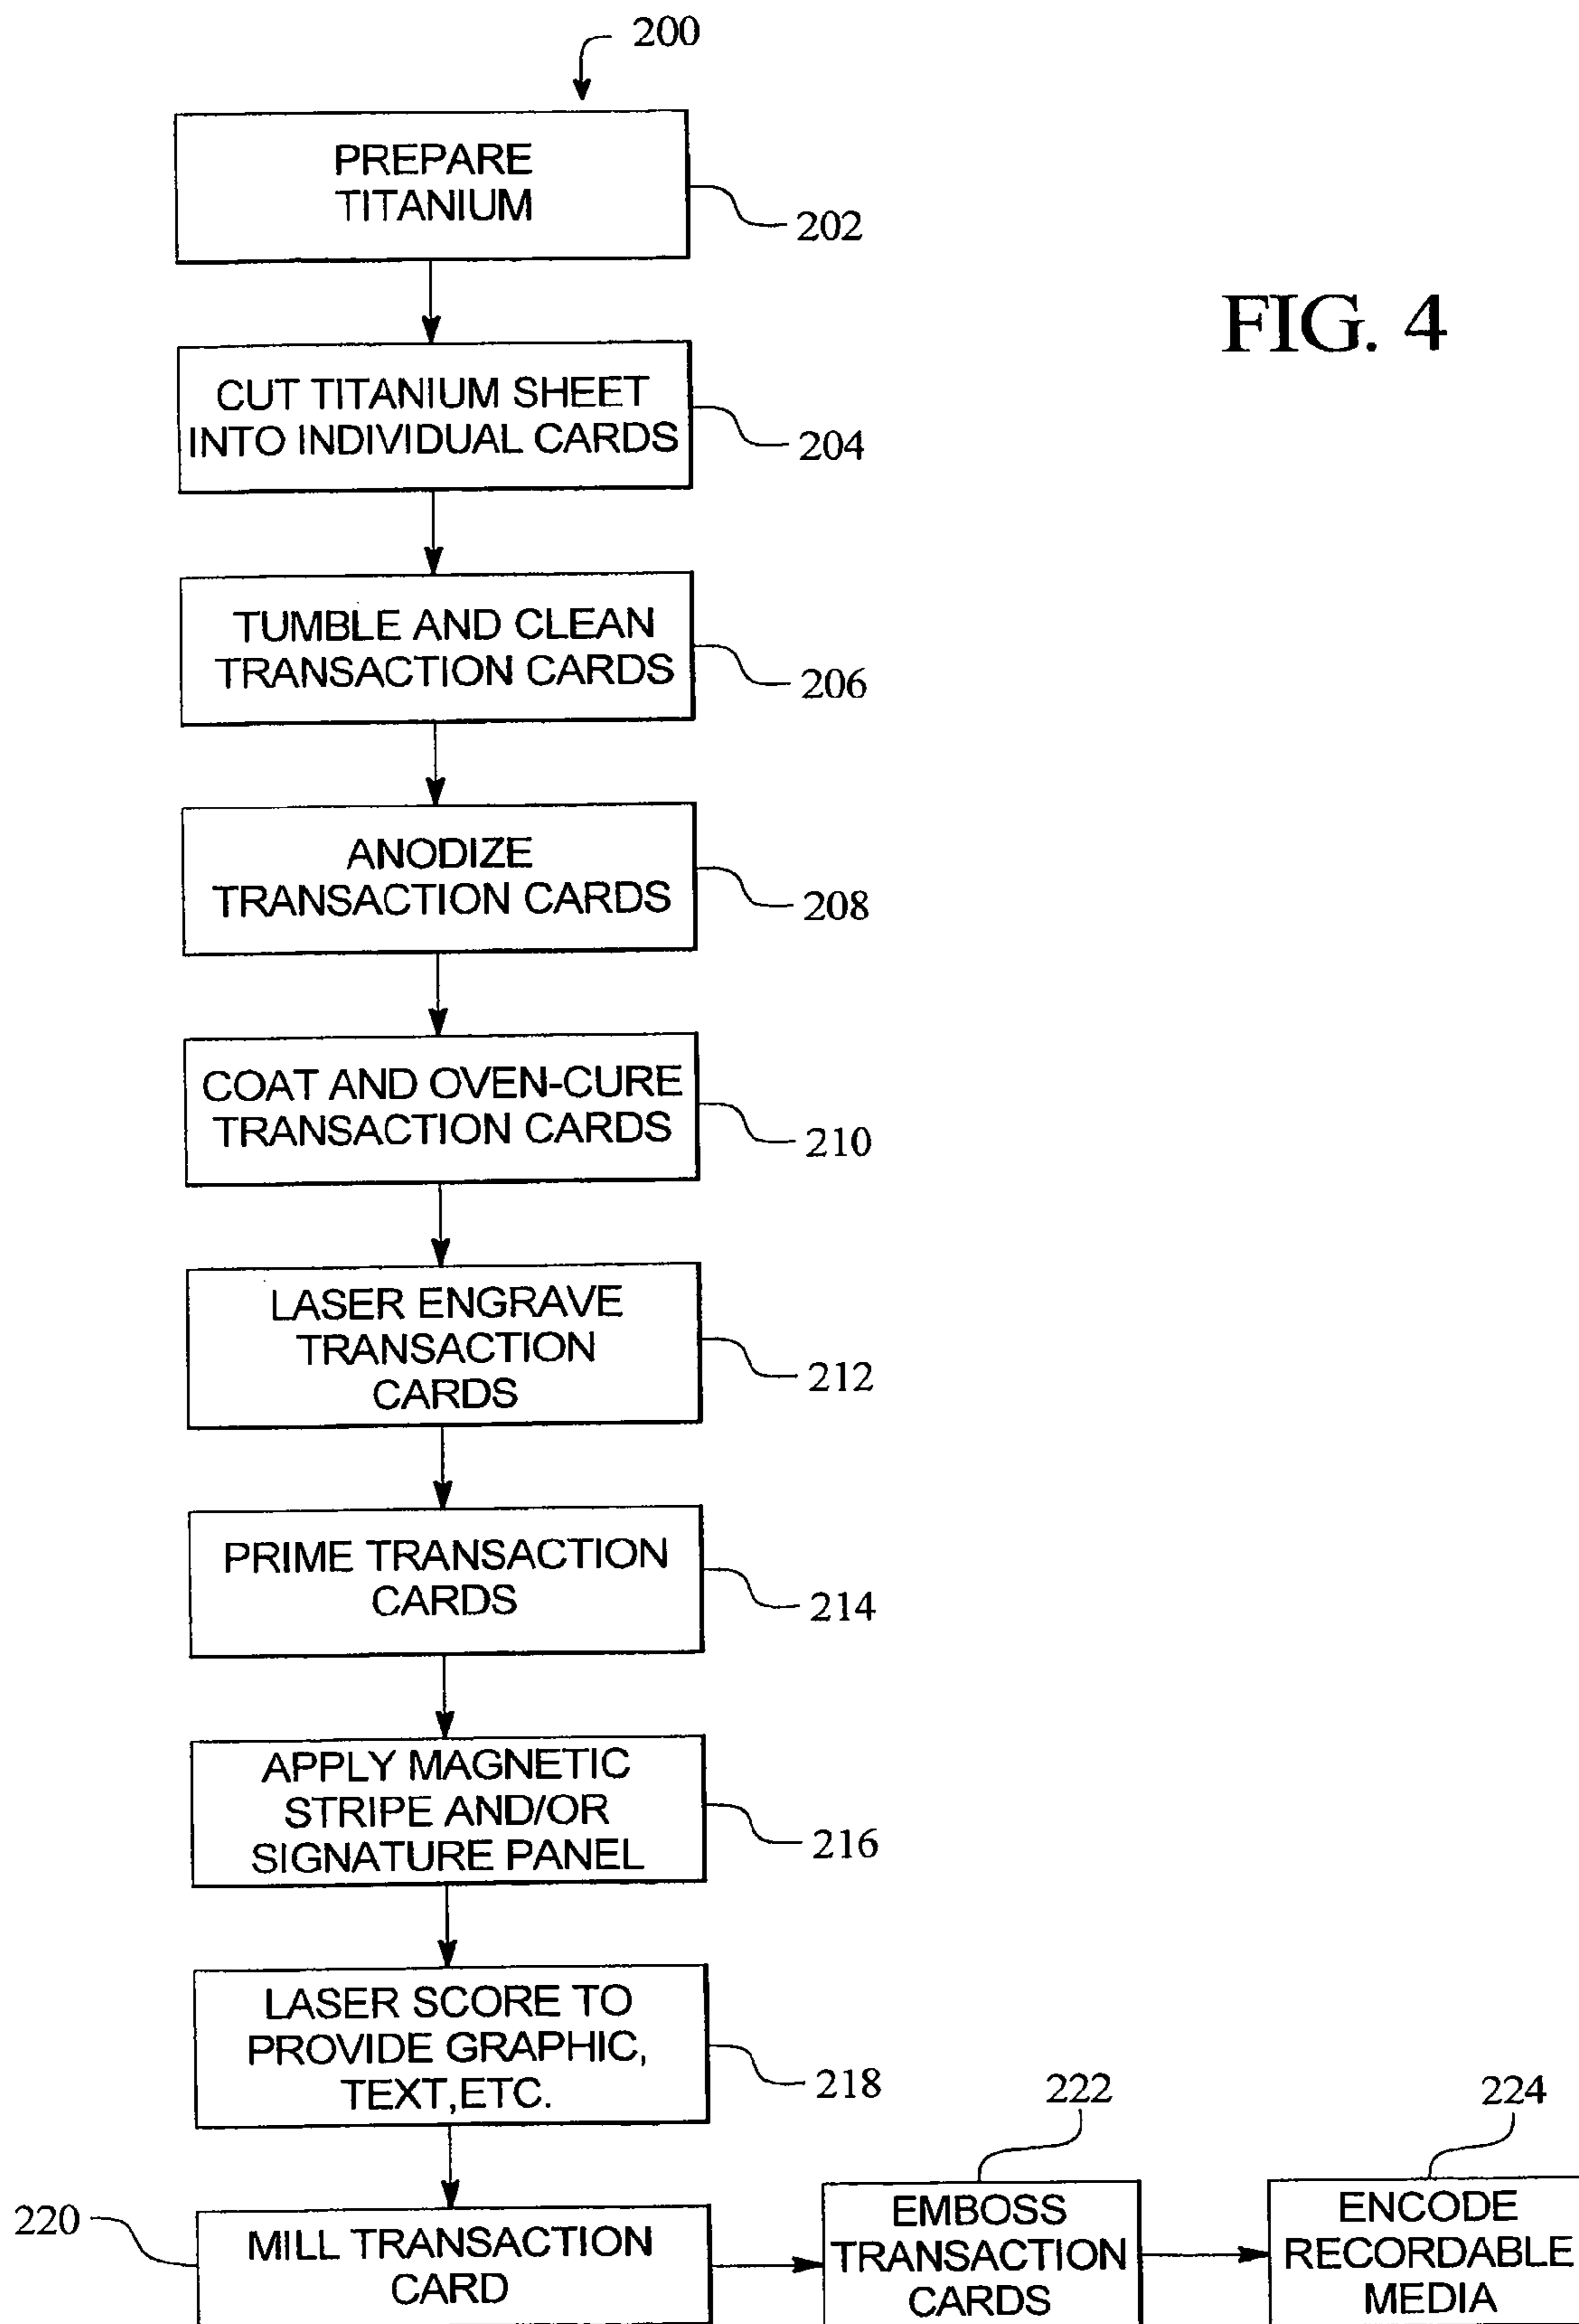 200
PREPARE
TITANIUM
202
FIG. 4
CUT TITANIUM SHEET
INTO INDIVIDUAL CARDS
204
TUMBLE AND CLEAN
TRANSACTION CARDS
206
ANODIZE
TRANSACTION CARDS
208
COAT AND OVEN-CURE
TRANSACTION CARDS
210
LASER ENGRAVE
TRANSACTION
CARDS
212
PRIME TRANSACTION
CARDS
214
APPLY MAGNETIC
STRIPE AND/OR
SIGNATURE PANEL
216
LASER SCORE TO
PROVIDE GRAPHIC,
TEXT,ETC.
218
220
MILL TRANSACTION
CARD
222
EMBOSS
TRANSACTION
CARDS
224
ENCODE
RECORDABLE
MEDIA